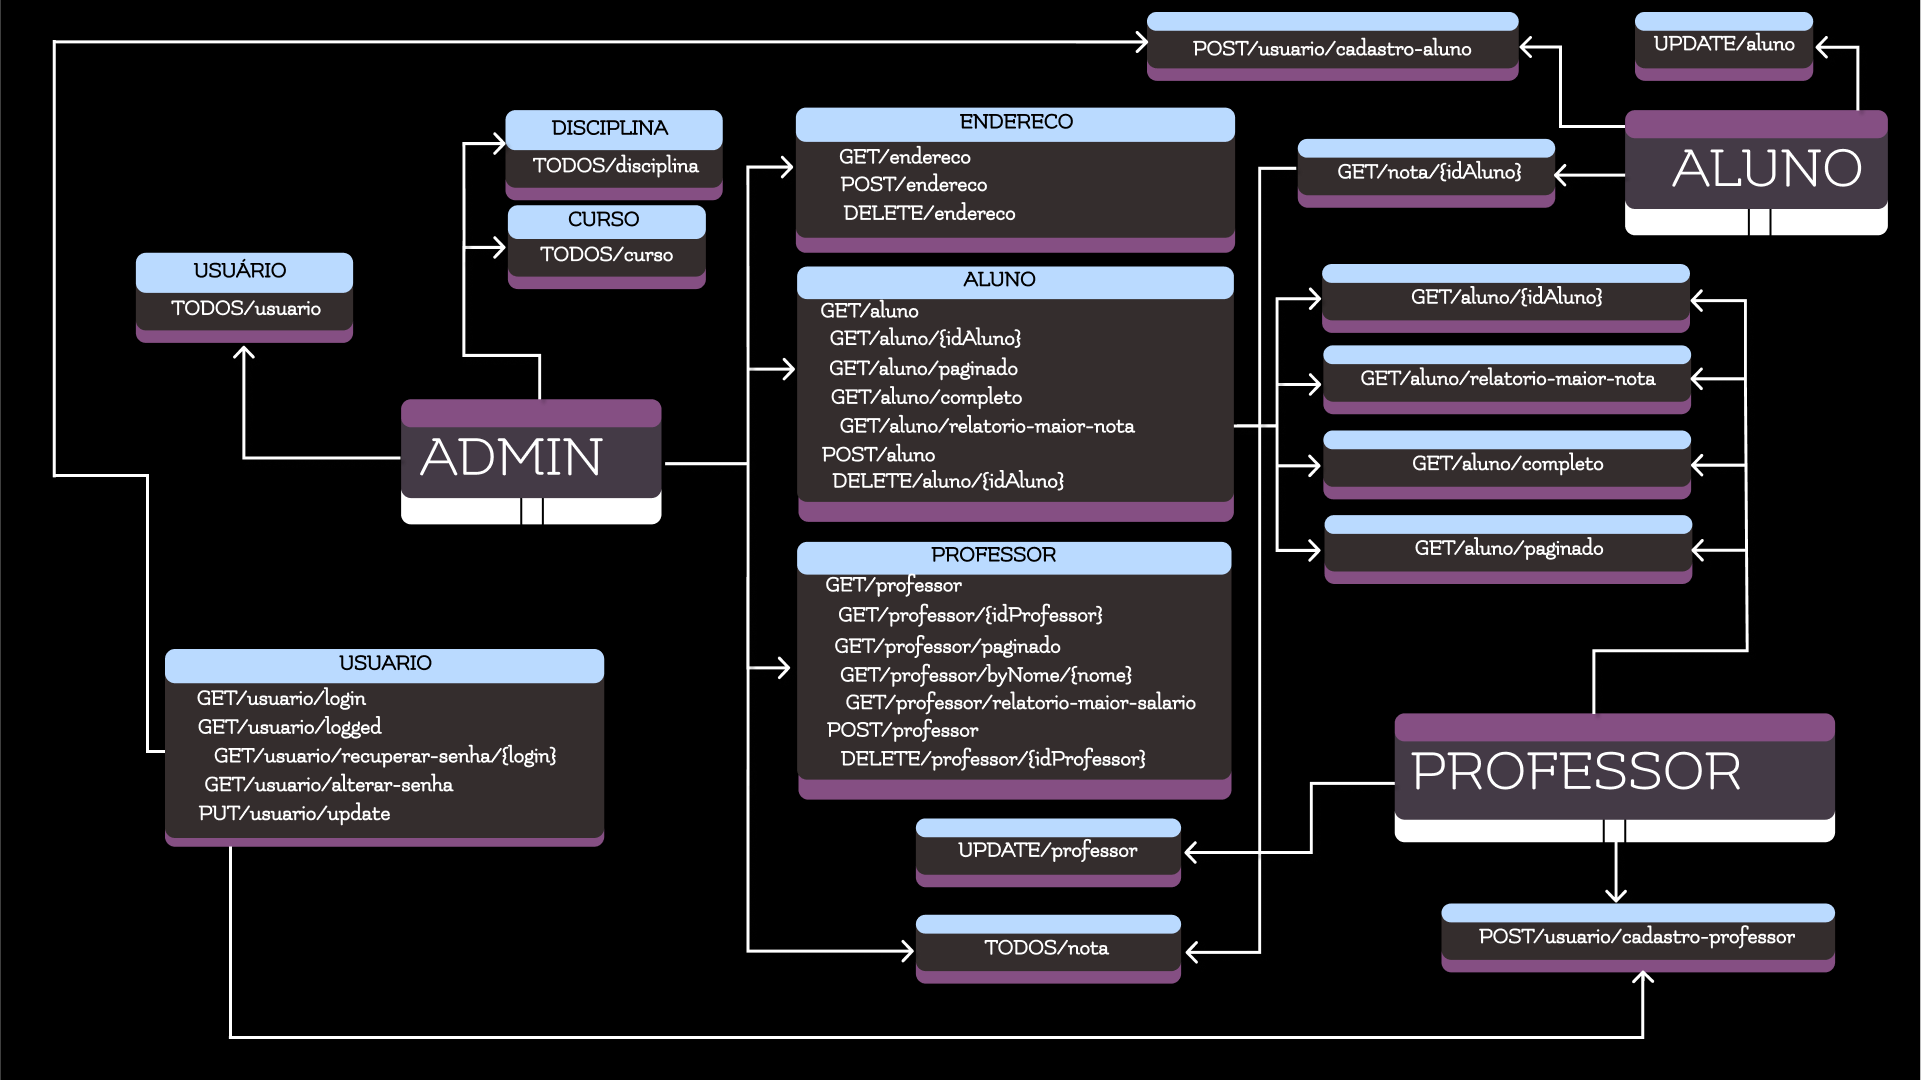 POST/usuario/cadastro-aluno
UPDATE/aluno
ALUNO
GET/nota/{idAluno}
DISCIPLINA
TODOS/disciplina
CURSO
TODOS/curso
USUÁRIO
TODOS/usuario
ADMIN
ENDERECO
GET/endereco
POST/endereco
DELETE/endereco
ALUNO
GET/aluno
GET/aluno/{idAluno}
GET/aluno/paginado
GET/aluno/completo
GET/aluno/relatorio-maior-nota
POST/aluno
DELETE/aluno/{idAluno}
GET/aluno/{idAluno}
GET/aluno/relatorio-maior-nota
GET/aluno/completo
GET/aluno/paginado
PROFESSOR
GET/professor
GET/professor/{idProfessor}
GET/professor/paginado
GET/professor/byNome/{nome}
GET/professor/relatorio-maior-salario
POST/professor
DELETE/professor/{idProfessor}
USUARIO
GET/usuario/login
GET/usuario/logged
GET/usuario/recuperar-senha/{login}
GET/usuario/alterar-senha
PUT/usuario/update
PROFESSOR
UPDATE/professor
TODOS/nota
POST/usuario/cadastro-professor